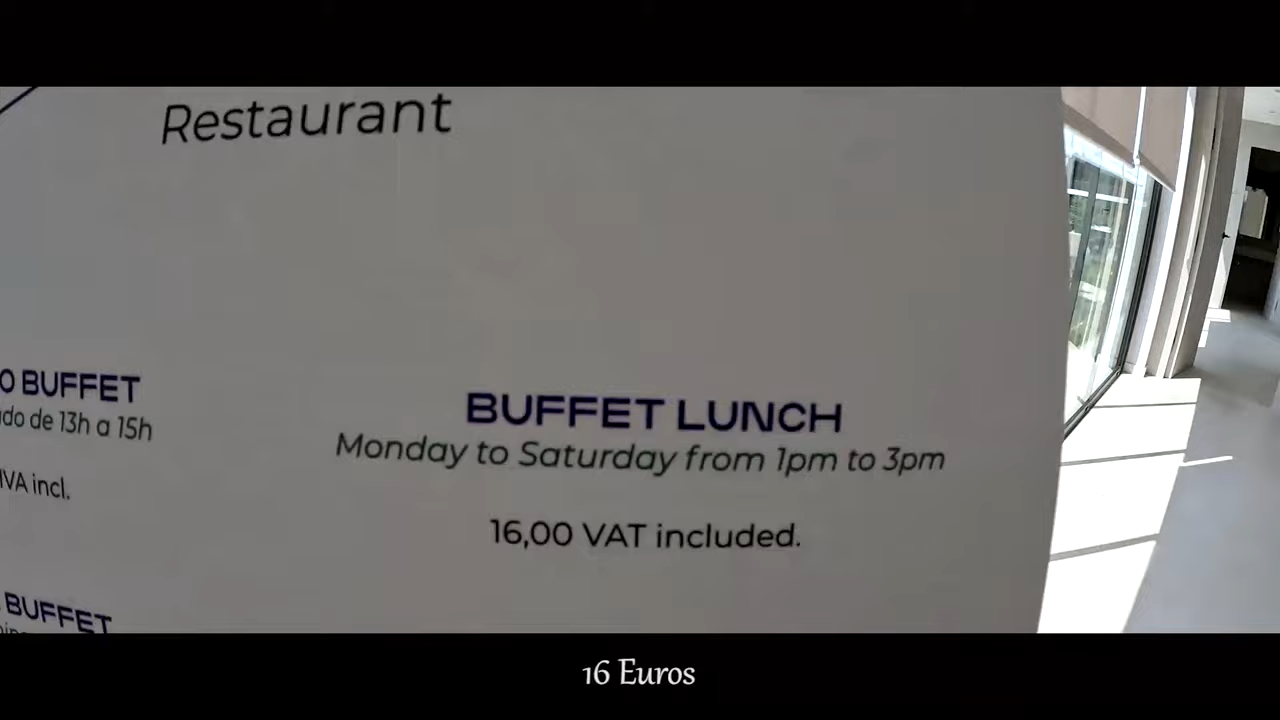 Restaurant
O BUFFET
de 13h a 15h
IVA incl.
BUFFET LUNCH
Monday to Saturday from 1pm to 3pm
16,00 VAT included.
BUFFET
16 Euros